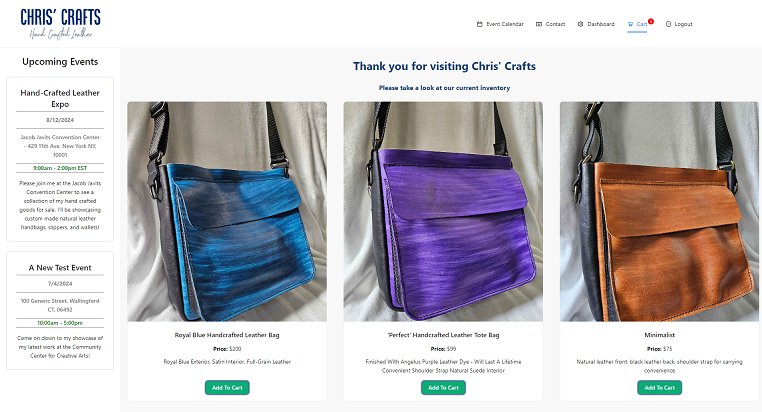 CHRIS' CRAFTS
Hand Crafted Leather
Event Calendar
Contact
Dashboard
Cart
Logout
Upcoming Events
Hand-Crafted Leather
Expo
8/12/2024
Jacob Javits Convention Center
- 429 11th Ave, New York NY,
10001
9:00am - 2:00pm EST
Please join me at the Jacob Javits
Convention Center to see a
collection of my hand crafted
goods for sale. I'll be showcasing
custom made natural leather
handbags, slippers, and wallets!
A New Test Event
7/4/2024
100 Generic Street, Wallingford
CT, 06492
10:00am - 5:00pm
Come on down to my showcase of
my latest work at the Community
Center for Creative Arts!
Thank you for visiting Chris' Crafts
Please take a look at our current inventory
Royal Blue Handcrafted Leather Bag
Price: $200
Royal Blue Exterior, Satin Interior, Full-Grain Leather
Add To Cart
'Perfect' Handcrafted Leather Tote Bag
Price: $99
Finished With Angelus Purple Leather Dye - Will Last A Lifetime
Convenient Shoulder Strap Natural Suede Interior
Add To Cart
Minimalist
Price: $75
Natural leather front, black leather back, shoulder strap for carrying
convenience
Add To Cart